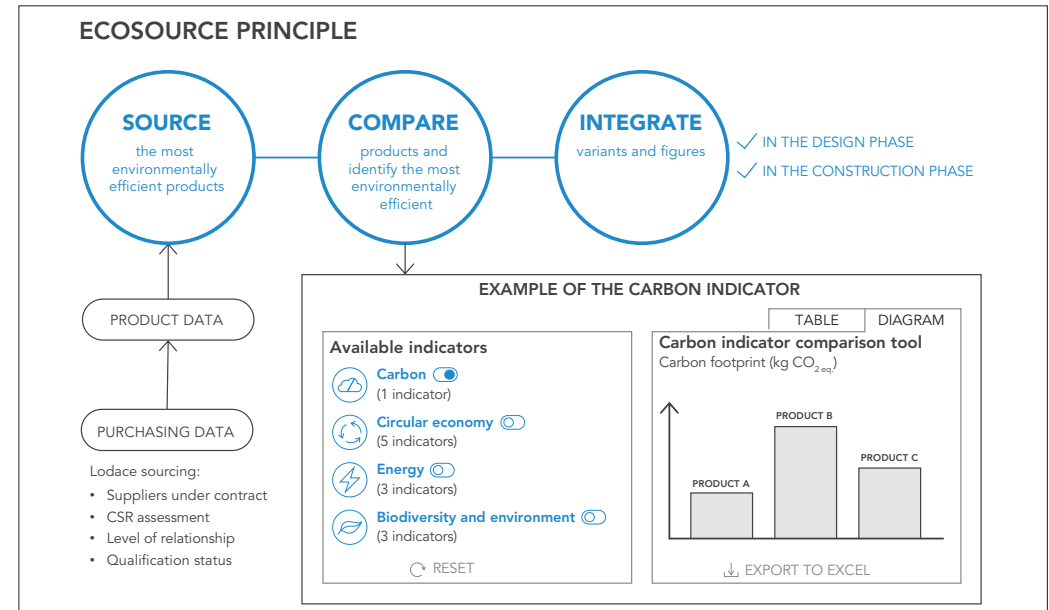 ECOSOURCE PRINCIPLE
SOURCE
the most
environmentally
efficient products
COMPARE
products and
identify the most
environmentally
efficient
INTEGRATE
variants and figures
IN THE DESIGN PHASE
IN THE CONSTRUCTION PHASE
PRODUCT DATA
PURCHASING DATA
Lodace sourcing:
• Suppliers under contract
• CSR assessment
• Level of relationship
• Qualification status
EXAMPLE OF THE CARBON INDICATOR
Available indicators
Carbon
(1 indicator)
Circular economy
(5 indicators)
Energy
(3 indicators)
Biodiversity and environment
(3 indicators)
RESET
TABLE
DIAGRAM
Carbon indicator comparison tool
Carbon footprint (kg CO2 eq.)
PRODUCT A
PRODUCT B
PRODUCT C
EXPORT TO EXCEL